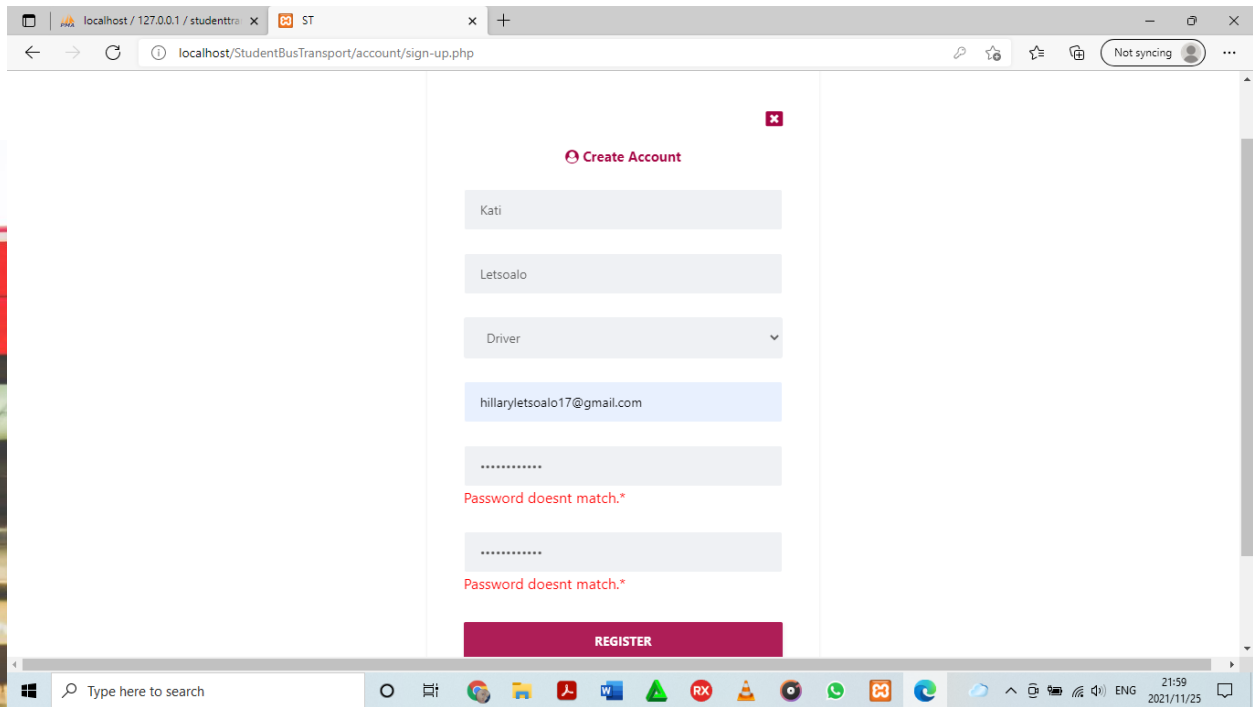 localhost / 127.0.0.1 / studenttra
ST
localhost/StudentBusTransport/account/sign-up.php
Not syncing
Create Account
Kati
Letsoalo
Driver
hillaryletsoalo17@gmail.com
••••••••••••
Password doesnt match.*
••••••••••••
Password doesnt match.*
REGISTER
Type here to search
ENG
21:59
2021/11/25